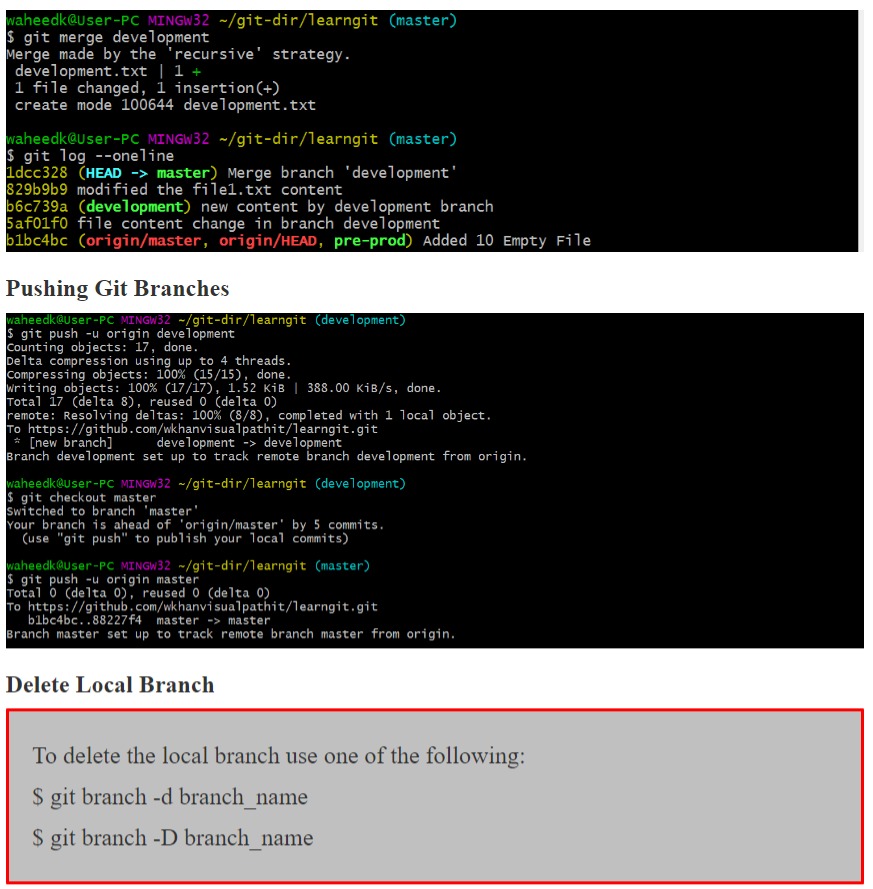 waheedk@User-PC MINGW32 ~/git-dir/learngit (master)
$ git merge development
Merge made by the 'recursive' strategy.
 development.txt | 1 +
 1 file changed, 1 insertion(+)
 create mode 100644 development.txt
waheedk@User-PC MINGW32 ~/git-dir/learngit (master)
$ git log --oneline
1dcc328 (HEAD -> master) Merge branch 'development'
829b9b9 modified the file1.txt content
b6c739a (development) new content by development branch
5af01f0 file content change in branch development
b1bc4bc (origin/master, origin/HEAD, pre-prod) Added 10 Empty File
Pushing Git Branches
waheedk@User-PC MINGW32 ~/git-dir/learngit (development)
$ git push -u origin development
Counting objects: 17, done.
Delta compression using up to 4 threads.
Compressing objects: 100% (15/15), done.
Writing objects: 100% (17/17), 1.52 KiB | 388.00 KiB/s, done.
Total 17 (delta 8), reused 0 (delta 0)
remote: Resolving deltas: 100% (8/8), completed with 1 local object.
To https://github.com/wkhanvisualpathit/learngit.git
 * [new branch]      development -> development
Branch development set up to track remote branch development from origin.
waheedk@User-PC MINGW32 ~/git-dir/learngit (development)
$ git checkout master
Switched to branch 'master'
Your branch is ahead of 'origin/master' by 5 commits.
  (use "git push" to publish your local commits)
waheedk@User-PC MINGW32 ~/git-dir/learngit (master)
$ git push -u origin master
Total 0 (delta 0), reused 0 (delta 0)
To https://github.com/wkhanvisualpathit/learngit.git
   b1bc4bc..88227f4  master -> master
Branch master set up to track remote branch master from origin.
Delete Local Branch
To delete the local branch use one of the following:
$ git branch -d branch_name
$ git branch -D branch_name